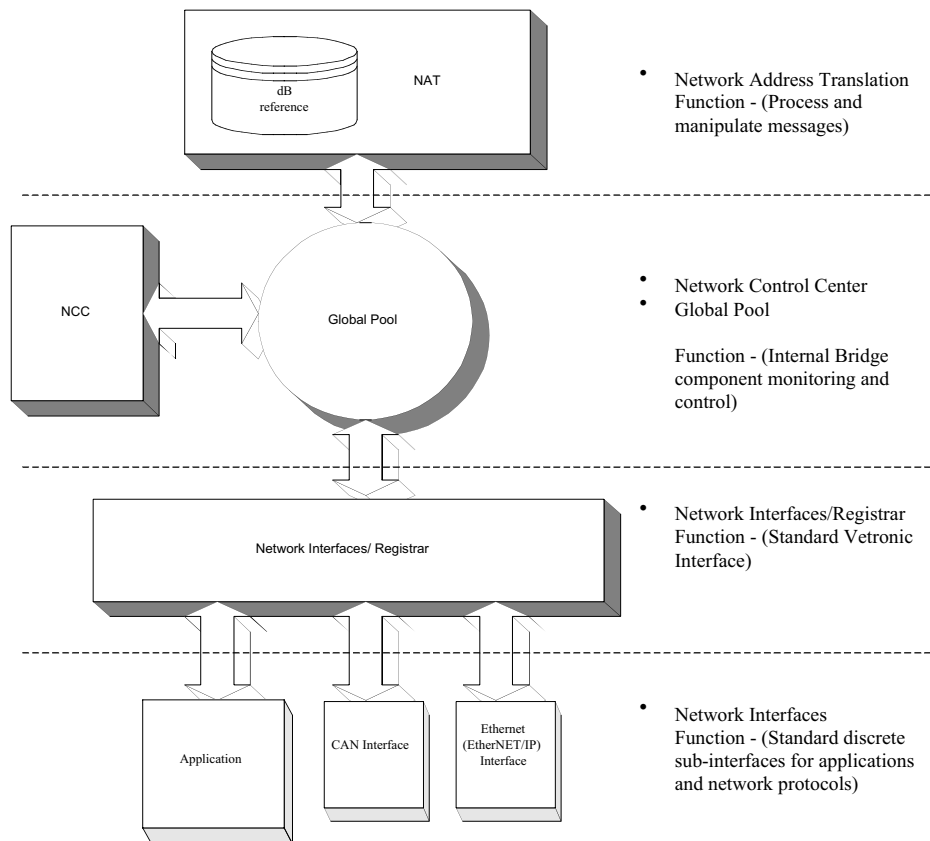 dB
reference
NAT
• Network Address Translation
Function - (Process and
manipulate messages)
NCC
Global Pool
• Network Control Center
• Global Pool
Function - (Internal Bridge
component monitoring and
control)
Network Interfaces/ Registrar
• Network Interfaces/Registrar
Function - (Standard Vetronic
Interface)
Application
CAN Interface
Ethernet
(EtherNET/IP)
Interface
• Network Interfaces
Function - (Standard discrete
sub-interfaces for applications
and network protocols)